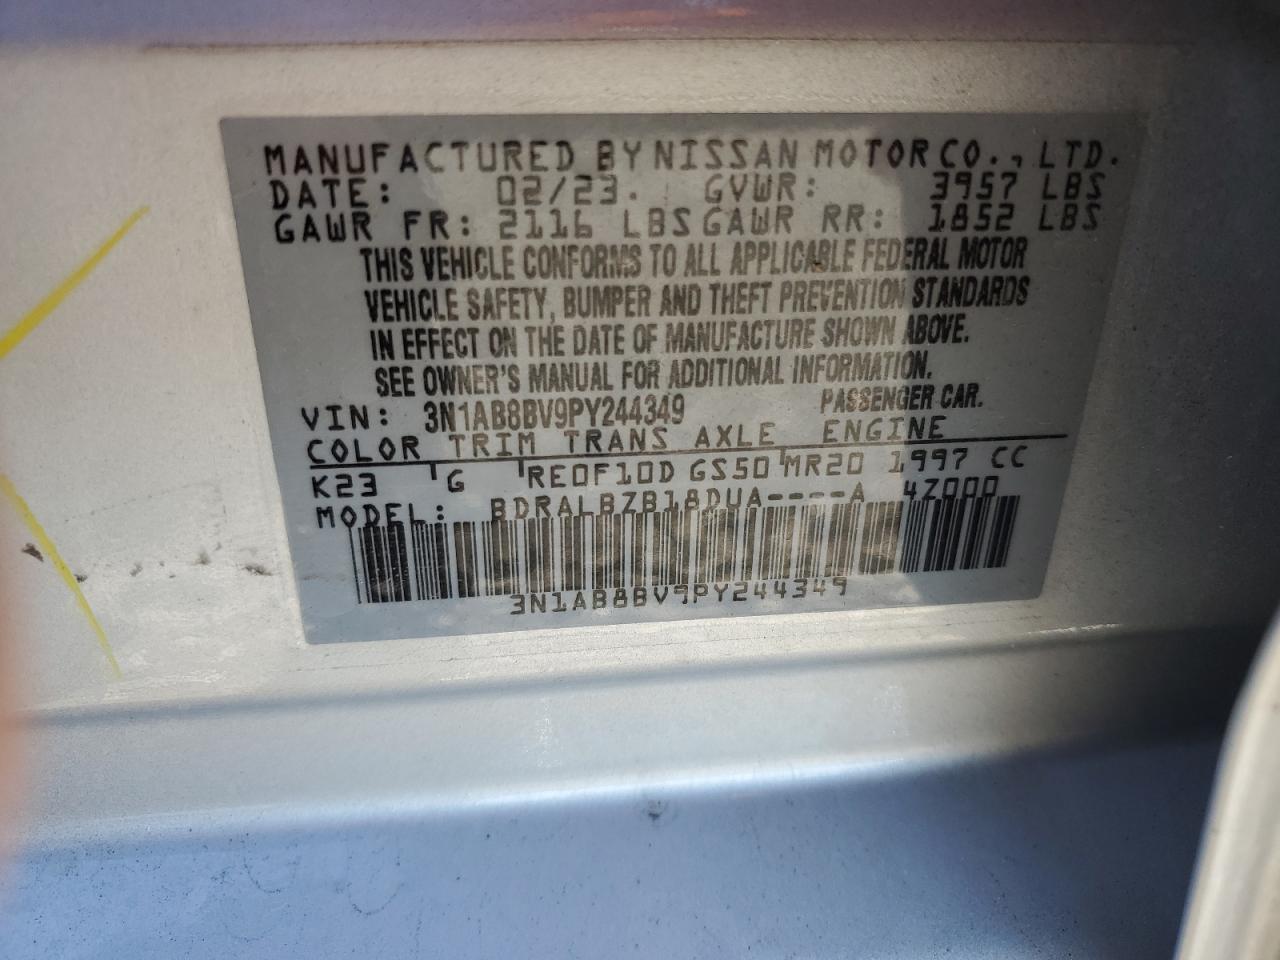 MANUFACTURED BY NISSAN MOTOR CO., LTD.
DATE: 02/23. GVWR: 3957 LBS
GAWR FR: 2116 LBS GAWR RR: 1852 LBS
THIS VEHICLE CONFORMS TO ALL APPLICABLE FEDERAL MOTOR
VEHICLE SAFETY, BUMPER AND THEFT PREVENTION STANDARDS
IN EFFECT ON THE DATE OF MANUFACTURE SHOWN ABOVE.
SEE OWNER'S MANUAL FOR ADDITIONAL INFORMATION.
VIN: 3N1AB8BV9PY244349 PASSENGER CAR.
COLOR TRIM TRANS AXLE ENGINE
K23 G RE0F10D GS50 MR20 1997 CC
MODEL: BDRALBZB18DUA----A 4Z000
3N1AB8BV9PY244349